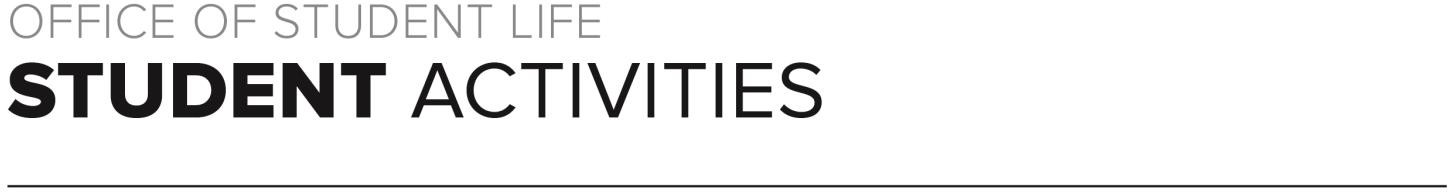 OFFICE OF STUDENT LIFE
STUDENT ACTIVITIES